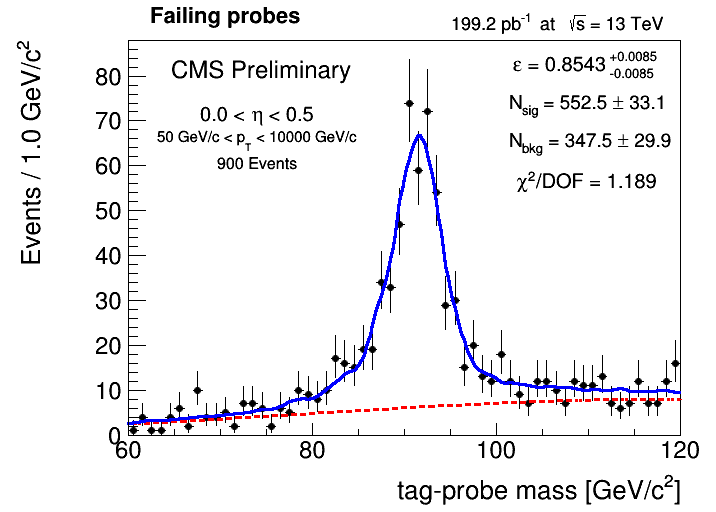 Failing probes
199.2 pb⁻¹ at √s = 13 TeV
CMS Preliminary
0.0 < η < 0.5
50 GeV/c < p_T < 10000 GeV/c
900 Events
ε = 0.8543 +0.0085 -0.0085
N_sig = 552.5 ± 33.1
N_bkg = 347.5 ± 29.9
χ²/DOF = 1.189
Events / 1.0 GeV/c²
80
70
60
50
40
30
20
10
0
60 80 100 120
tag-probe mass [GeV/c²]